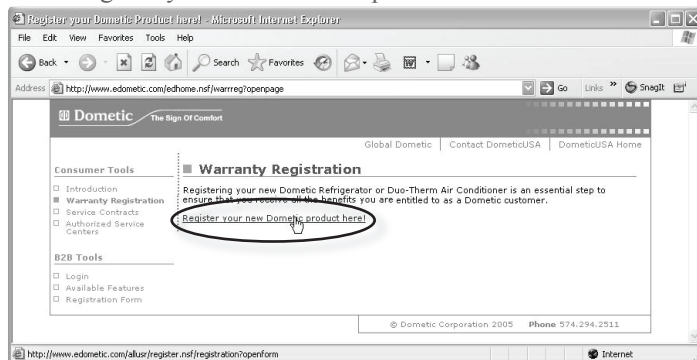 Register your Dometic Product here! - Microsoft Internet Explorer
File Edit View Favorites Tools Help
Back Search Favorites
Address http://www.edometic.com/edhome.nsf/warrreg?openpage Go Links » SnagIt
Dometic The Sign Of Comfort
Global Dometic Contact DometicUSA DometicUSA Home
Consumer Tools
Introduction
Warranty Registration
Service Contracts
Authorized Service
Centers
B2B Tools
Login
Available Features
Registration Form
Warranty Registration
Registering your new Dometic Refrigerator or Duo-Therm Air Conditioner is an essential step to
ensure that you receive all the benefits you are entitled to as a Dometic customer.
Register your new Dometic product here!
© Dometic Corporation 2005 Phone 574.294.2511
http://www.edometic.com/allusr/register.nsf/registration?openform Internet